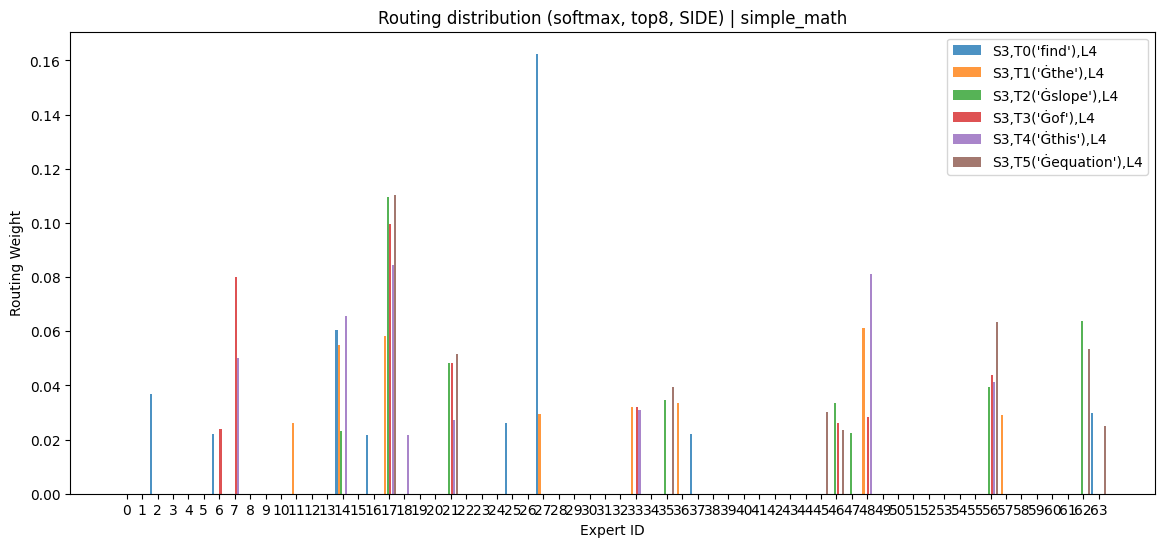 Routing distribution (softmax, top8, SIDE) | simple_math
S3,T0('find'),L4
S3,T1('Ġthe'),L4
S3,T2('Ġslope'),L4
S3,T3('Ġof'),L4
S3,T4('Ġthis'),L4
S3,T5('Ġequation'),L4
Routing Weight
0.16
0.14
0.12
0.10
0.08
0.06
0.04
0.02
0.00
0 1 2 3 4 5 6 7 8 9 10 11 12 13 14 15 16 17 18 19 20 21 22 23 24 25 26 27 28 29 30 31 32 33 34 35 36 37 38 39 40 41 42 43 44 45 46 47 48 49 50 51 52 53 54 55 56 57 58 59 60 61 62 63
Expert ID